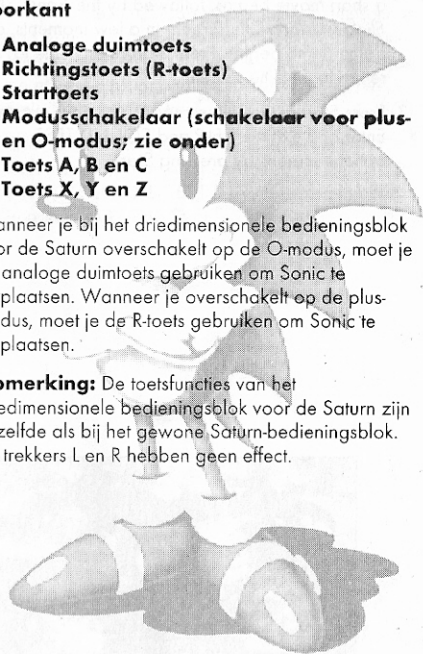 orkant
Analoge duimtoets
Richtingstoets (R-toets)
Starttoets
Modusschakelaar (schakelaar voor plus-
en O-modus; zie onder)
Toets A, B en C
Toets X, Y en Z
anneer je bij het driedimensionele bedieningsblok
or de Saturn overschakelt op de O-modus, moet je
analoge duimtoets gebruiken om Sonic te
plaatsen. Wanneer je overschakelt op de plus-
dus, moet je de R-toets gebruiken om Sonic te
plaatsen.
merking: De toetsfuncties van het
edimensionele bedieningsblok voor de Saturn zijn
zelfde als bij het gewone Saturn-bedieningsblok.
trekkers L en R hebben geen effect.